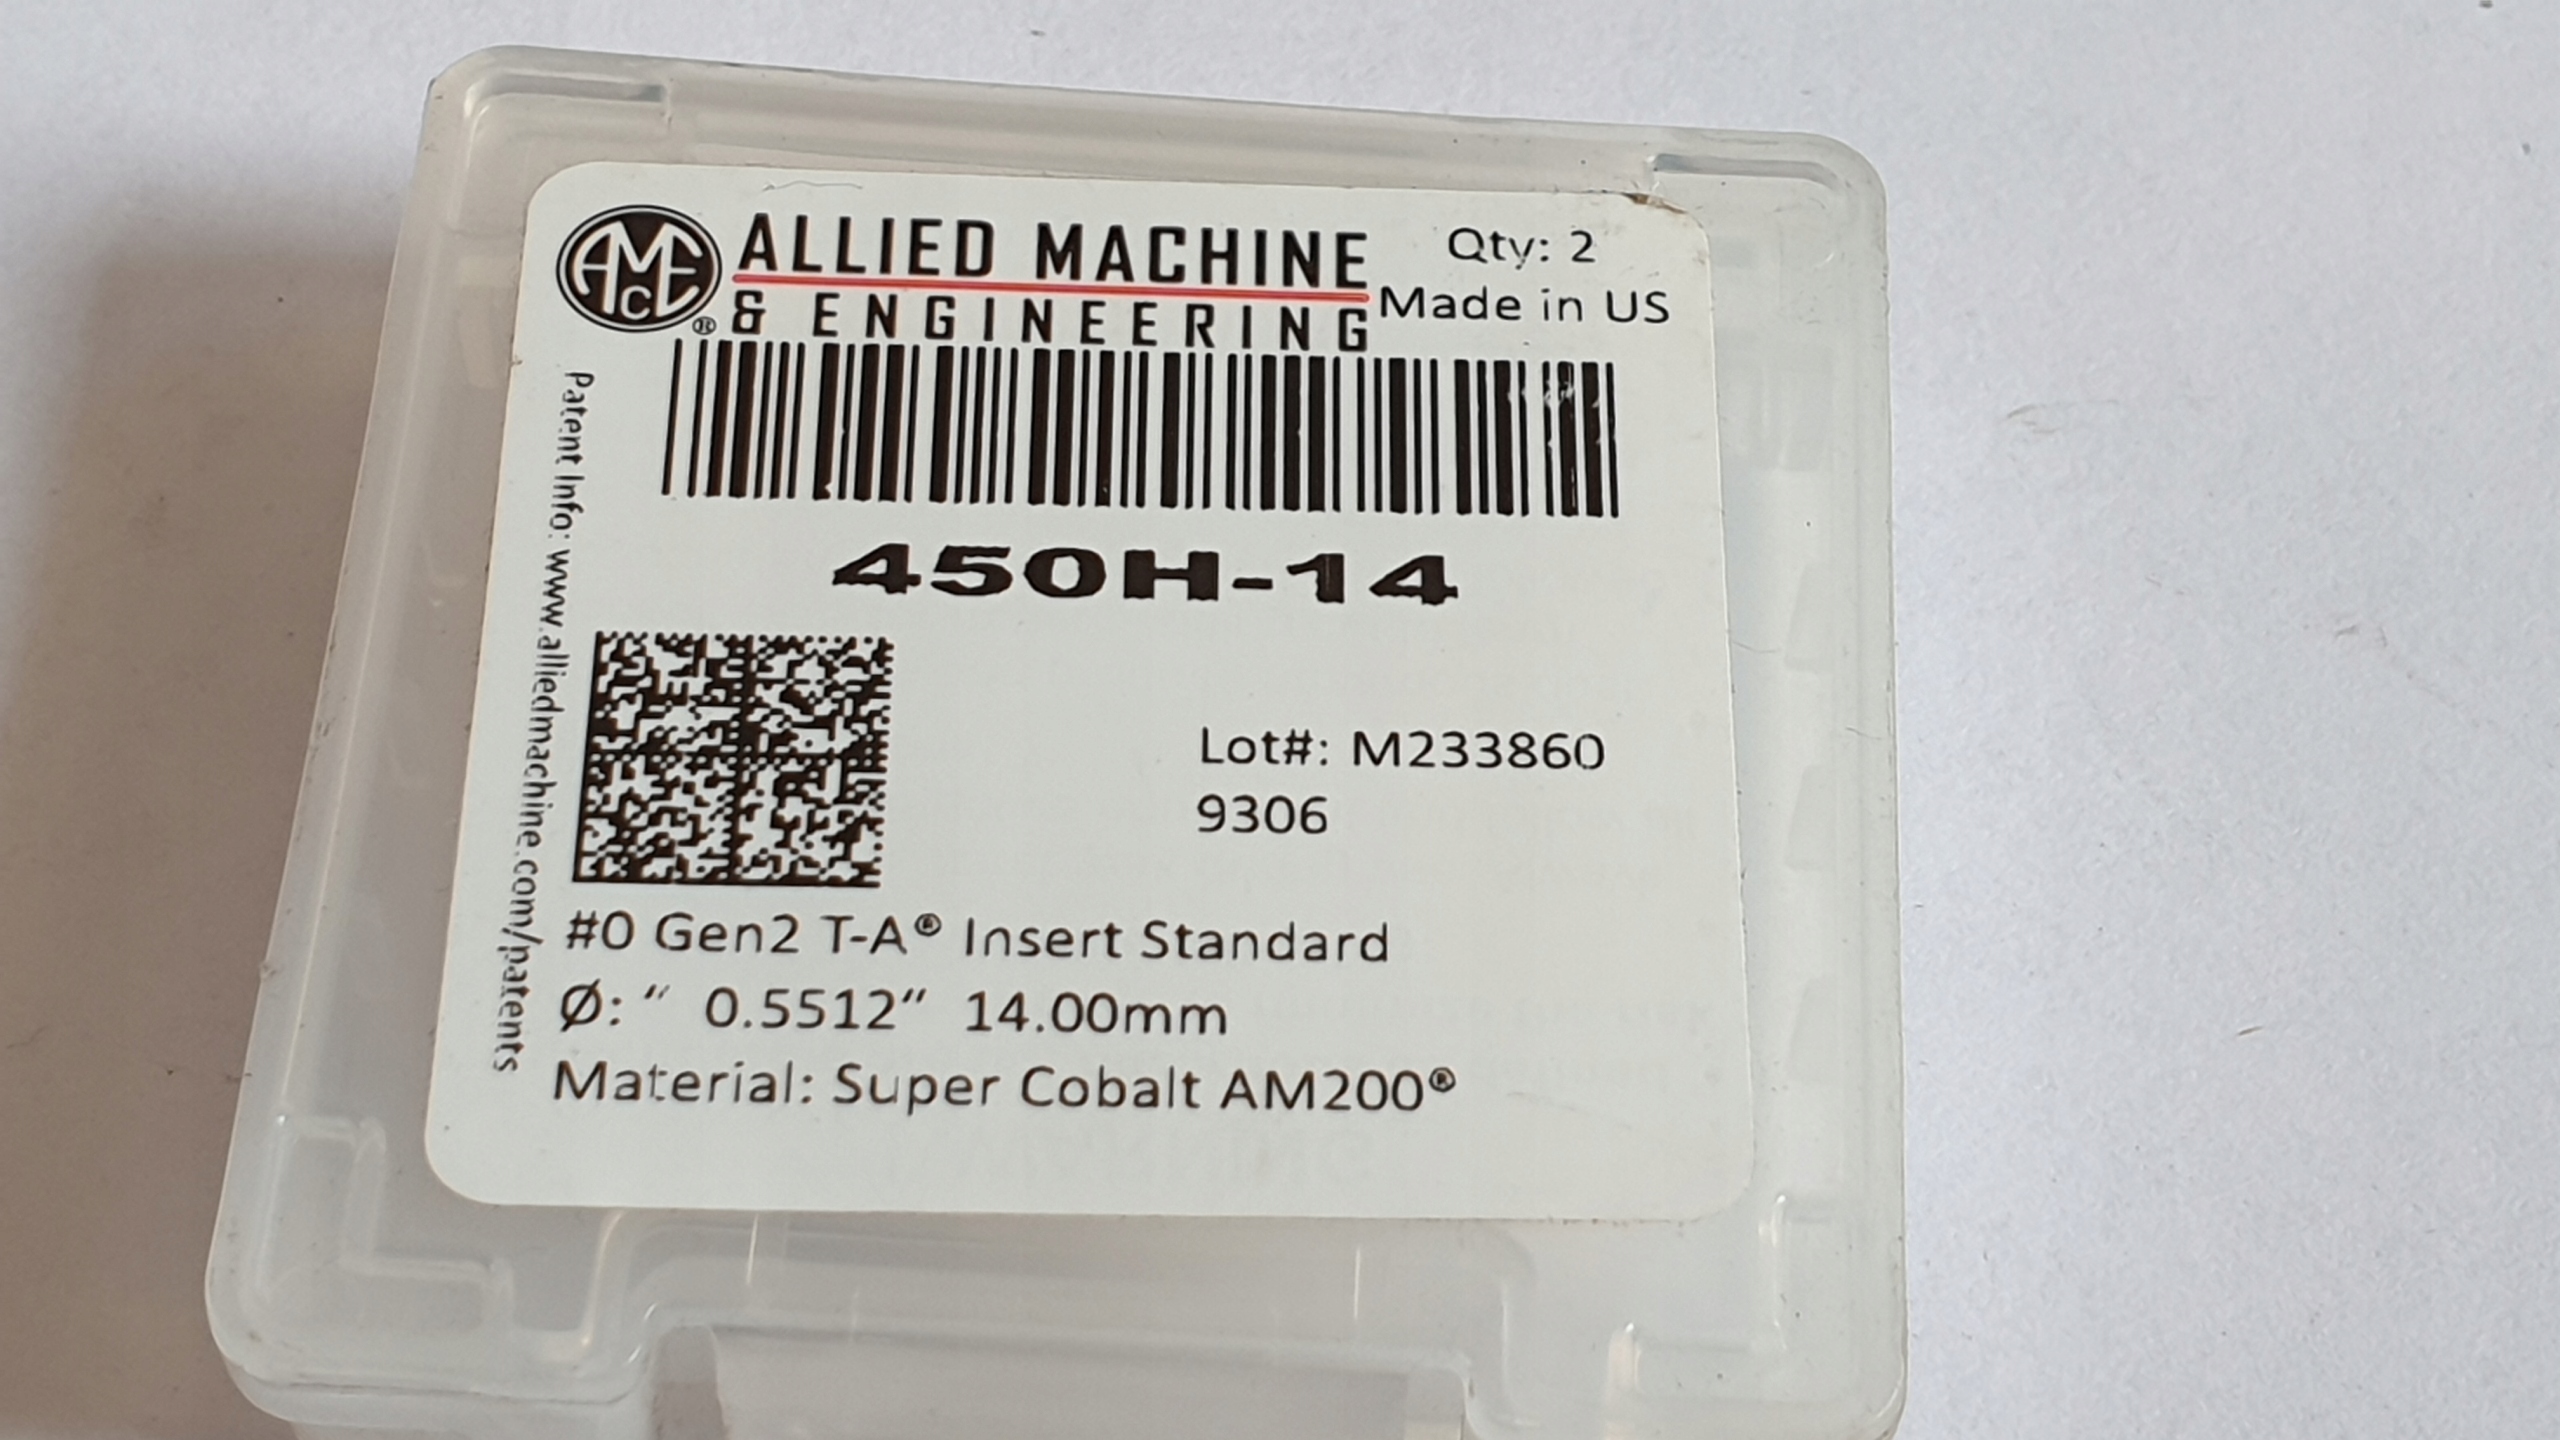 AMEC®
ALLIED MACHINE
& ENGINEERING
Qty: 2
Made in US
Patent Info: www.alliedmachine.com/patents
450H-14
Lot#: M233860
9306
#0 Gen2 T-A® Insert Standard
Ø: “ 0.5512“ 14.00mm
Material: Super Cobalt AM200®